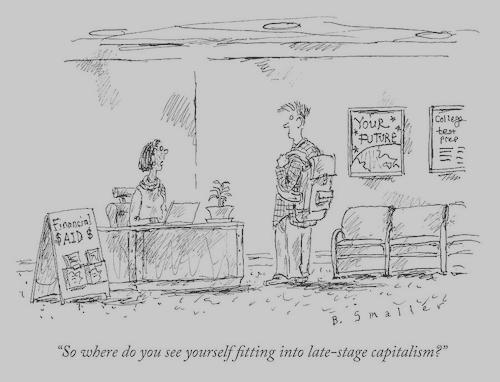 YOUR
FUTURE
College
test
prep
Financial
$ AID $
B. Smaller
“So where do you see yourself fitting into late-stage capitalism?”